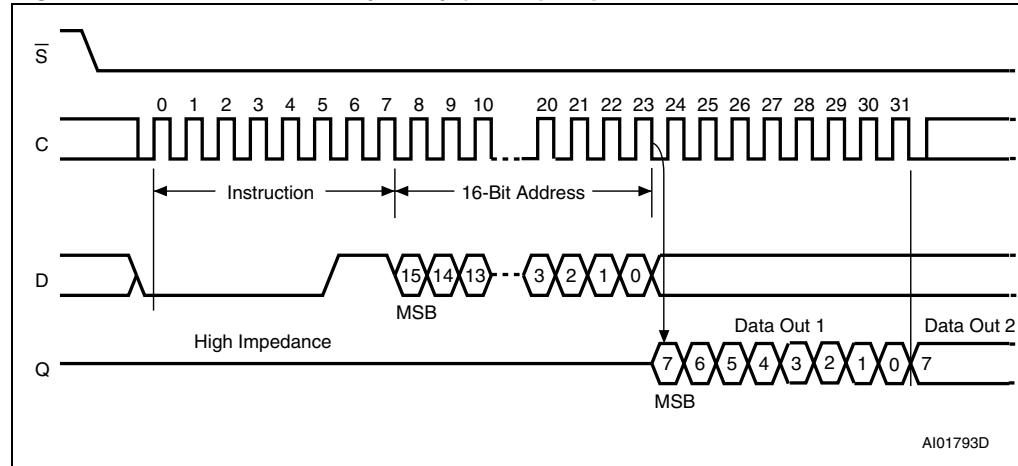 S
0 1 2 3 4 5 6 7 8 9 10 20 21 22 23 24 25 26 27 28 29 30 31
C
Instruction 16-Bit Address
D 15 14 13 3 2 1 0
MSB
High Impedance Data Out 1 Data Out 2
Q 7 6 5 4 3 2 1 0 7
MSB
AI01793D